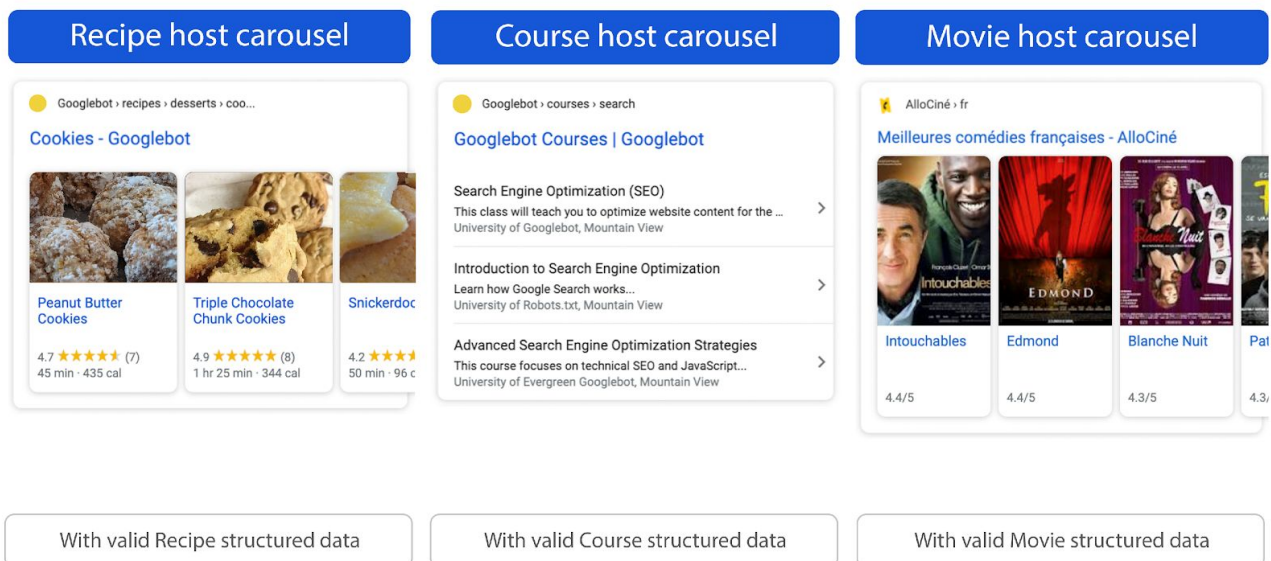 Recipe host carousel
Googlebot › recipes › desserts › coo...
Cookies - Googlebot
Peanut Butter
Cookies
4.7 (7)
45 min · 435 cal
Triple Chocolate
Chunk Cookies
4.9 (8)
1 hr 25 min · 344 cal
Snickerdoo
4.2
50 min · 96 c
With valid Recipe structured data
Course host carousel
Googlebot › courses › search
Googlebot Courses | Googlebot
Search Engine Optimization (SEO)
This class will teach you to optimize website content for the ...
University of Googlebot, Mountain View
Introduction to Search Engine Optimization
Learn how Google Search works...
University of Robots.txt, Mountain View
Advanced Search Engine Optimization Strategies
This course focuses on technical SEO and JavaScript...
University of Evergreen Googlebot, Mountain View
With valid Course structured data
Movie host carousel
AlloCiné › fr
Meilleures comédies françaises - AlloCiné
François Cluzet Omar S
Intouchables
Intouchables
4.4/5
EDMOND
Edmond
4.4/5
Blanche Nuit
Blanche Nuit
4.3/5
Pat
4.3/
With valid Movie structured data